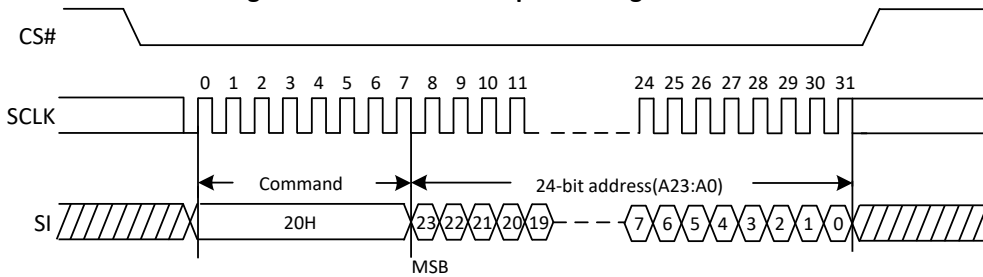 CS#
0 1 2 3 4 5 6 7 8 9 10 11 24 25 26 27 28 29 30 31
SCLK
Command 24-bit address(A23:A0)
SI 20H 23 22 21 20 19 7 6 5 4 3 2 1 0
MSB